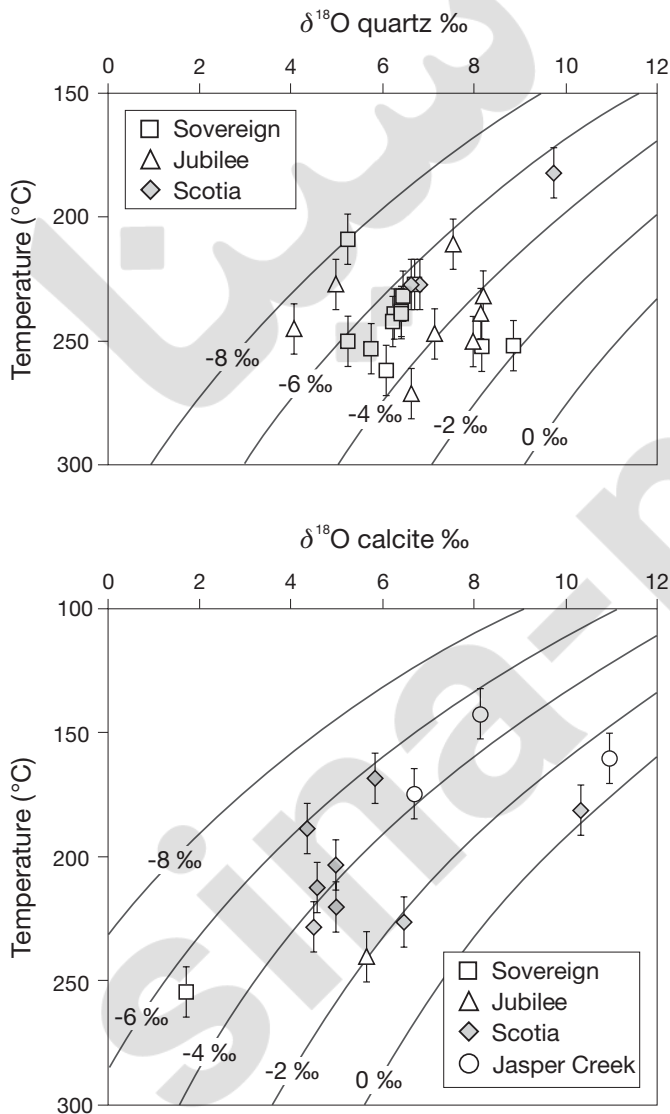 δ¹⁸O quartz ‰
0 2 4 6 8 10 12
150
200
250
300
Temperature (°C)
Sovereign
Jubilee
Scotia
-8 ‰
-6 ‰
-4 ‰
-2 ‰
0 ‰
δ¹⁸O calcite ‰
0 2 4 6 8 10 12
100
150
200
250
300
Temperature (°C)
-8 ‰
-6 ‰
-4 ‰
-2 ‰
0 ‰
Sovereign
Jubilee
Scotia
Jasper Creek